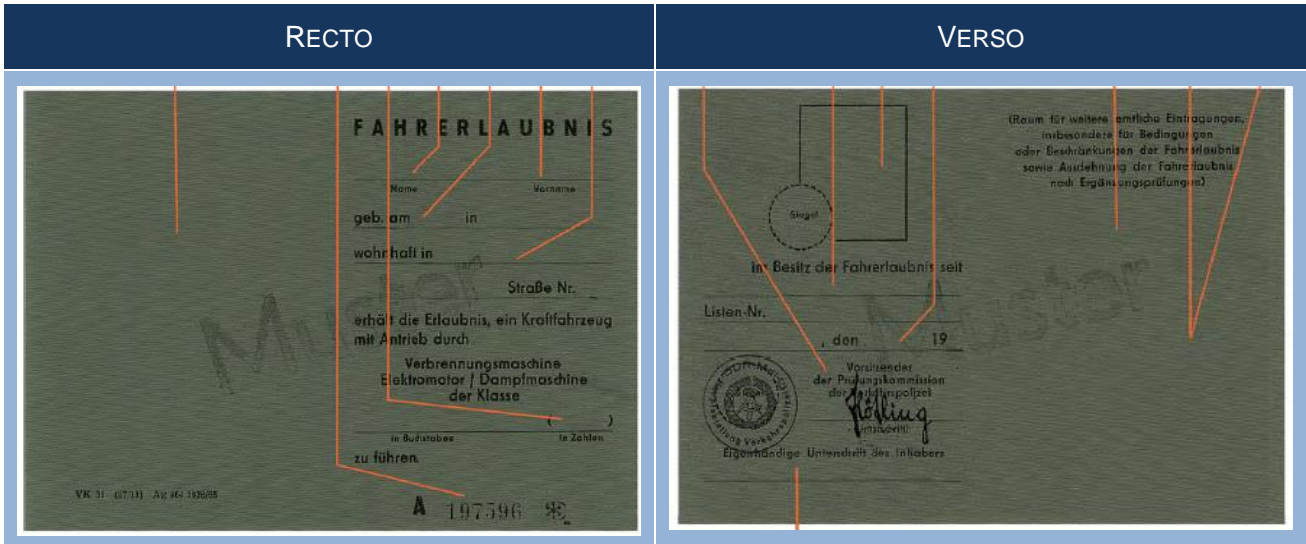 RECTO
VERSO
FAHRERLAUBNIS
Name Vorname
geb. am in
wohnhaft in
Straße Nr.
erhält die Erlaubnis, ein Kraftfahrzeug
mit Antrieb durch
Verbrennungsmaschine
Elektromotor / Dampfmaschine
der Klasse
( )
in Buchstaben in Zahlen
zu führen.
VK 31
A 197596
Muster
(Raum für weitere amtliche Eintragungen,
insbesondere für Bedingungen
oder Beschränkungen der Fahrerlaubnis
sowie Ausdehnung der Fahrerlaubnis
nach Ergänzungsprüfungen)
Siegel
im Besitz der Fahrerlaubnis seit
Listen-Nr.
, den 19
Vorsitzender
der Prüfungskommission
der Verkehrspolizei
Eigenhändige Unterschrift des Inhabers
Muster